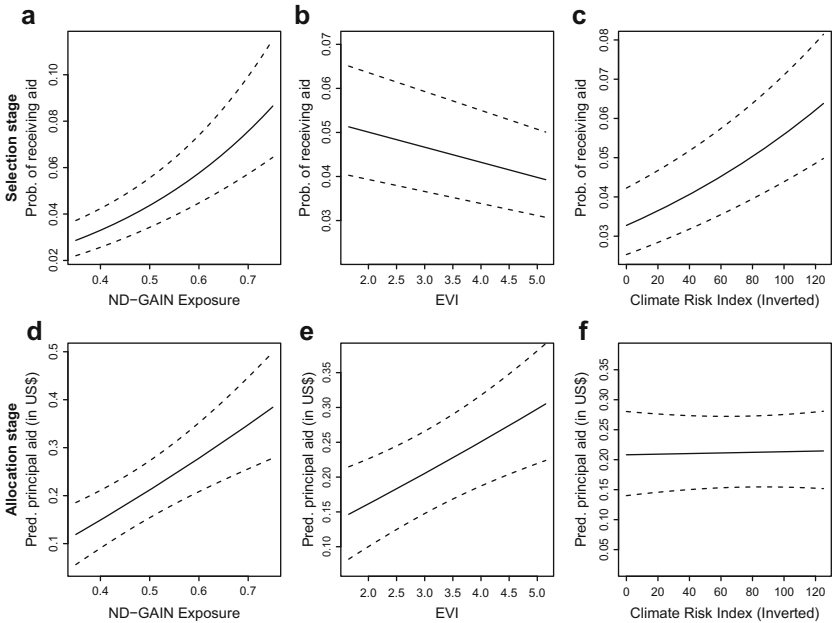 a
b
c
Selection stage
Prob. of receiving aid
0.02
0.04
0.06
0.08
0.10
0.4
0.5
0.6
0.7
ND−GAIN Exposure
Prob. of receiving aid
0.03
0.04
0.05
0.06
0.07
2.0 2.5 3.0 3.5 4.0 4.5 5.0
EVI
Prob. of receiving aid
0.03
0.04
0.05
0.06
0.07
0.08
0 20 40 60 80 100 120
Climate Risk Index (Inverted)
d
e
f
Allocation stage
Pred. principal aid (in US$)
0.1
0.2
0.3
0.4
0.5
0.4
0.5
0.6
0.7
ND−GAIN Exposure
Pred. principal aid (in US$)
0.10
0.15
0.20
0.25
0.30
0.35
2.0 2.5 3.0 3.5 4.0 4.5 5.0
EVI
Pred. principal aid (in US$)
0.05
0.10
0.15
0.20
0.25
0.30
0.35
0 20 40 60 80 100 120
Climate Risk Index (Inverted)